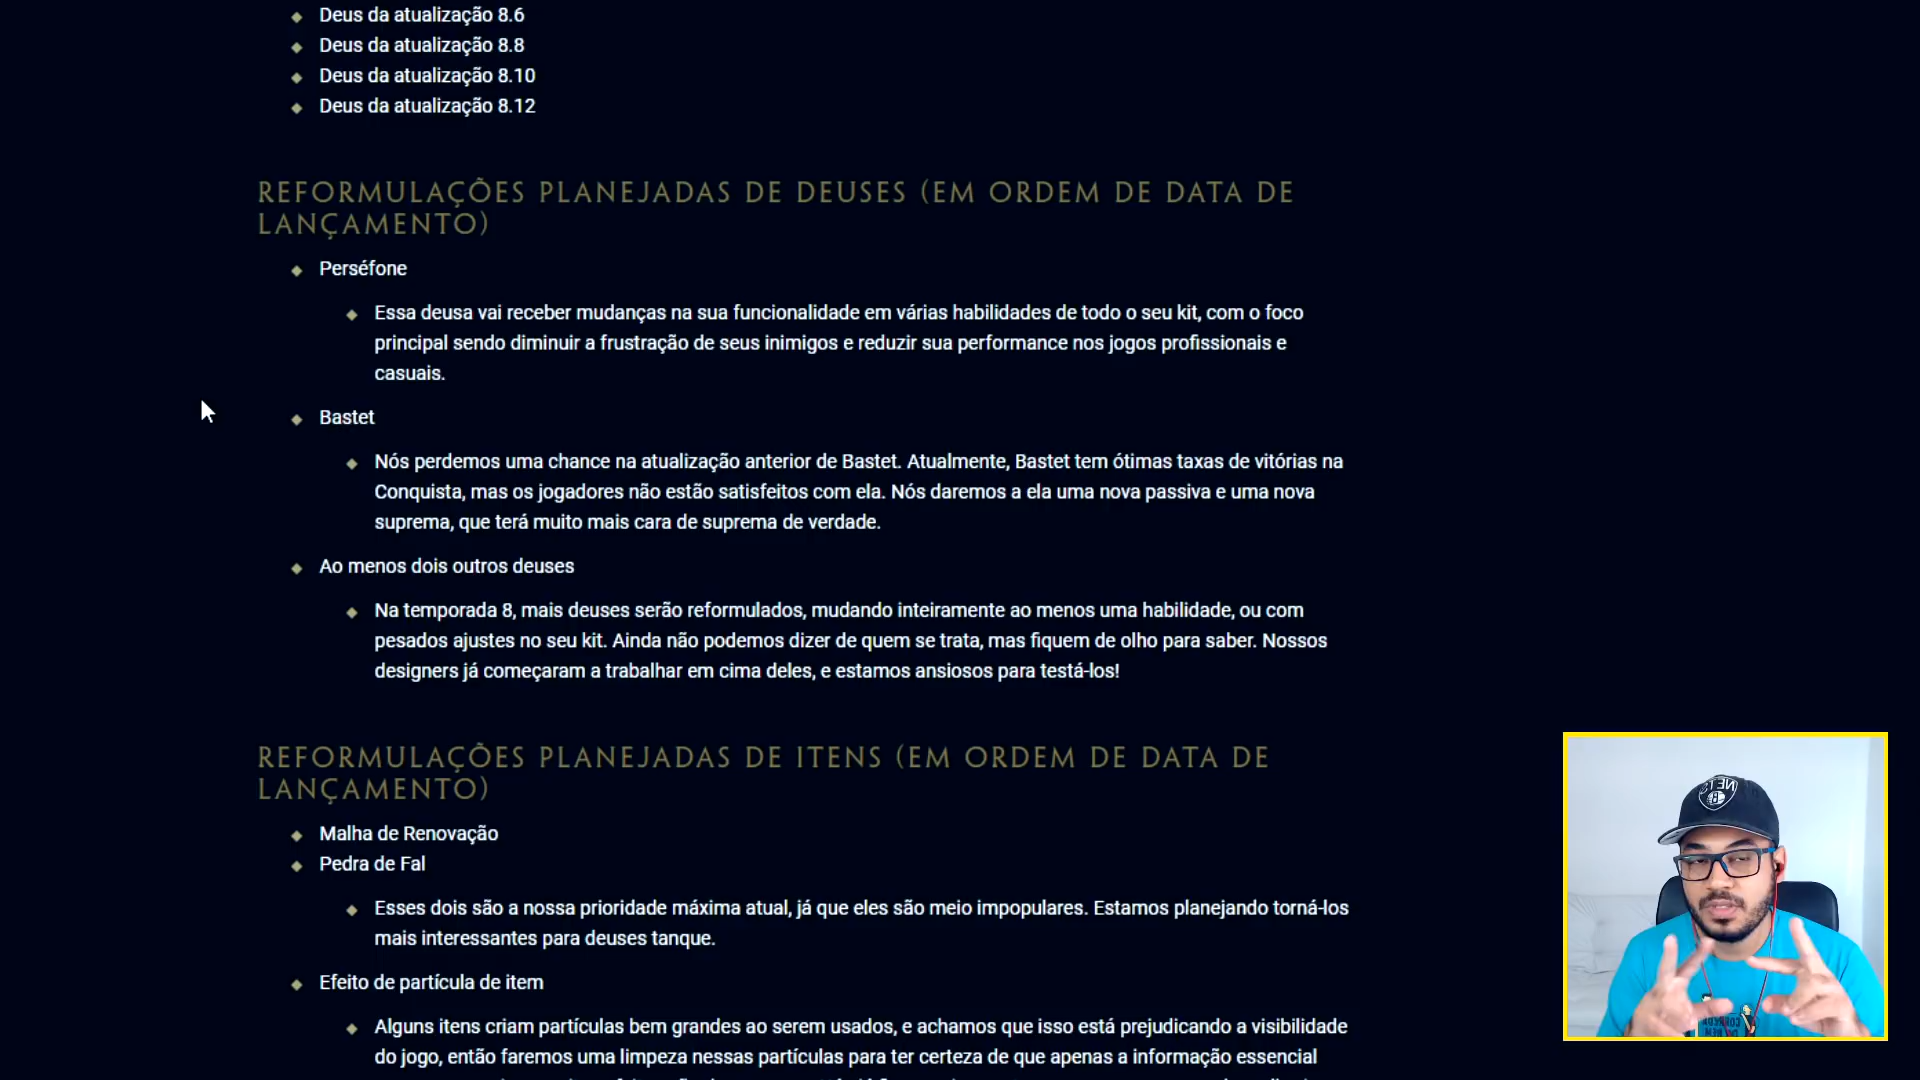 Deus da atualização 8.6
Deus da atualização 8.8
Deus da atualização 8.10
Deus da atualização 8.12
REFORMULAÇÕES PLANEJADAS DE DEUSES (EM ORDEM DE DATA DE
LANÇAMENTO)
Perséfone
Essa deusa vai receber mudanças na sua funcionalidade em várias habilidades de todo o seu kit, com o foco
principal sendo diminuir a frustração de seus inimigos e reduzir sua performance nos jogos profissionais e
casuais.
Bastet
Nós perdemos uma chance na atualização anterior de Bastet. Atualmente, Bastet tem ótimas taxas de vitórias na
Conquista, mas os jogadores não estão satisfeitos com ela. Nós daremos a ela uma nova passiva e uma nova
suprema, que terá muito mais cara de suprema de verdade.
Ao menos dois outros deuses
Na temporada 8, mais deuses serão reformulados, mudando inteiramente ao menos uma habilidade, ou com
pesados ajustes no seu kit. Ainda não podemos dizer de quem se trata, mas fiquem de olho para saber. Nossos
designers já começaram a trabalhar em cima deles, e estamos ansiosos para testá-los!
REFORMULAÇÕES PLANEJADAS DE ITENS (EM ORDEM DE DATA DE
LANÇAMENTO)
Malha de Renovação
Pedra de Fal
Esses dois são a nossa prioridade máxima atual, já que eles são meio impopulares. Estamos planejando torná-los
mais interessantes para deuses tanque.
Efeito de partícula de item
Alguns itens criam partículas bem grandes ao serem usados, e achamos que isso está prejudicando a visibilidade
do jogo, então faremos uma limpeza nessas partículas para ter certeza de que apenas a informação essencial
NETS
B